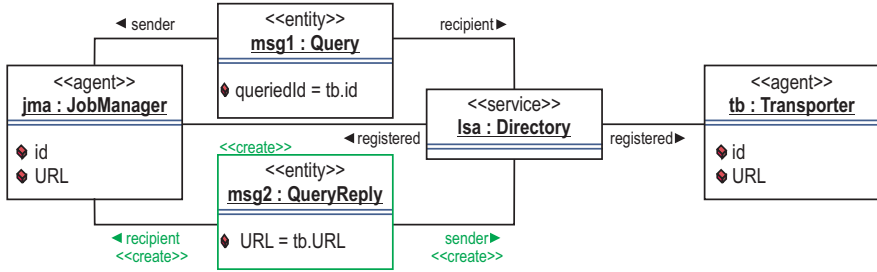 <<entity>>
msg1 : Query
queriedId = tb.id
◄ sender
recipient►
<<agent>>
jma : JobManager
id
URL
<<service>>
lsa : Directory
◄registered
registered►
<<agent>>
tb : Transporter
id
URL
<<create>>
<<entity>>
msg2 : QueryReply
URL = tb.URL
◄ recipient
<<create>>
sender►
<<create>>